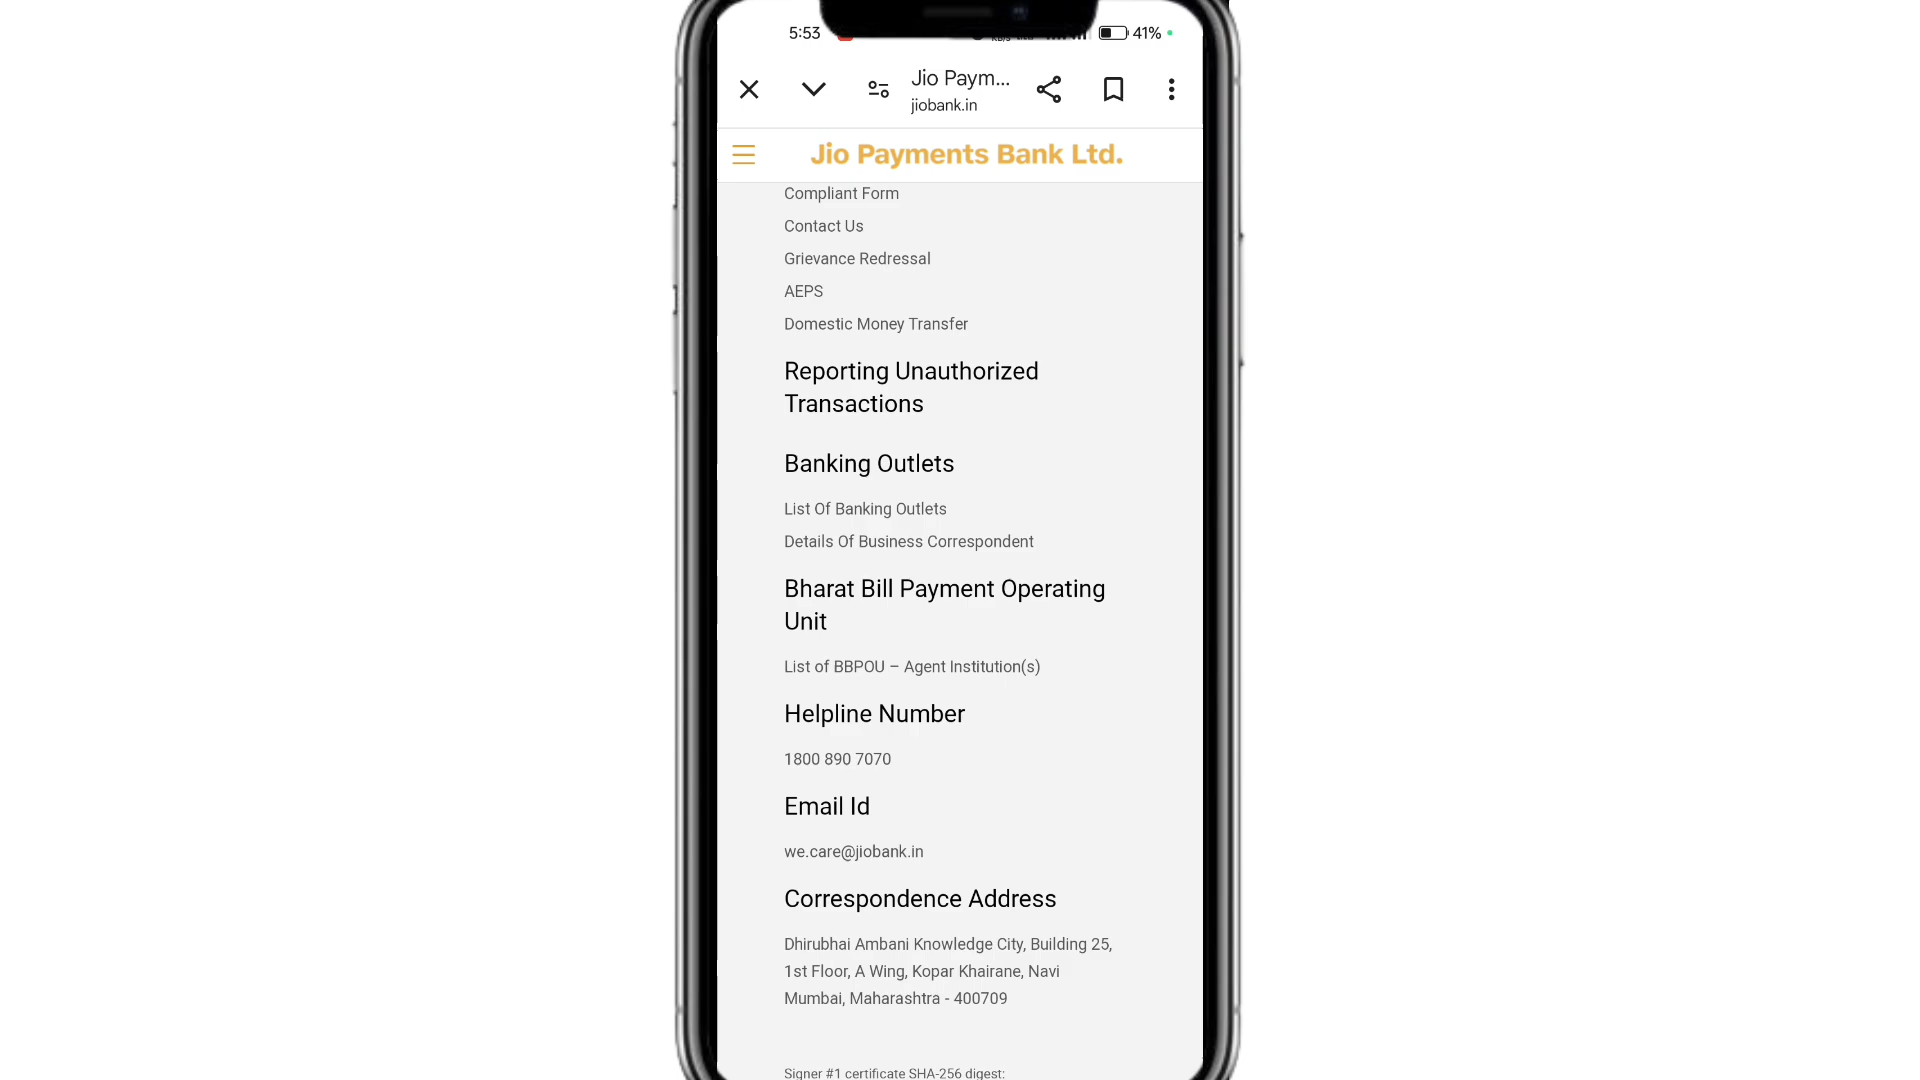 5:53
41%
Jio Paym...
jiobank.in
Jio Payments Bank Ltd.
Compliant Form
Contact Us
Grievance Redressal
AEPS
Domestic Money Transfer
Reporting Unauthorized
Transactions
Banking Outlets
List Of Banking Outlets
Details Of Business Correspondent
Bharat Bill Payment Operating
Unit
List of BBPOU – Agent Institution(s)
Helpline Number
1800 890 7070
Email Id
we.care@jiobank.in
Correspondence Address
Dhirubhai Ambani Knowledge City, Building 25,
1st Floor, A Wing, Kopar Khairane, Navi
Mumbai, Maharashtra - 400709
Signer #1 certificate SHA-256 digest: